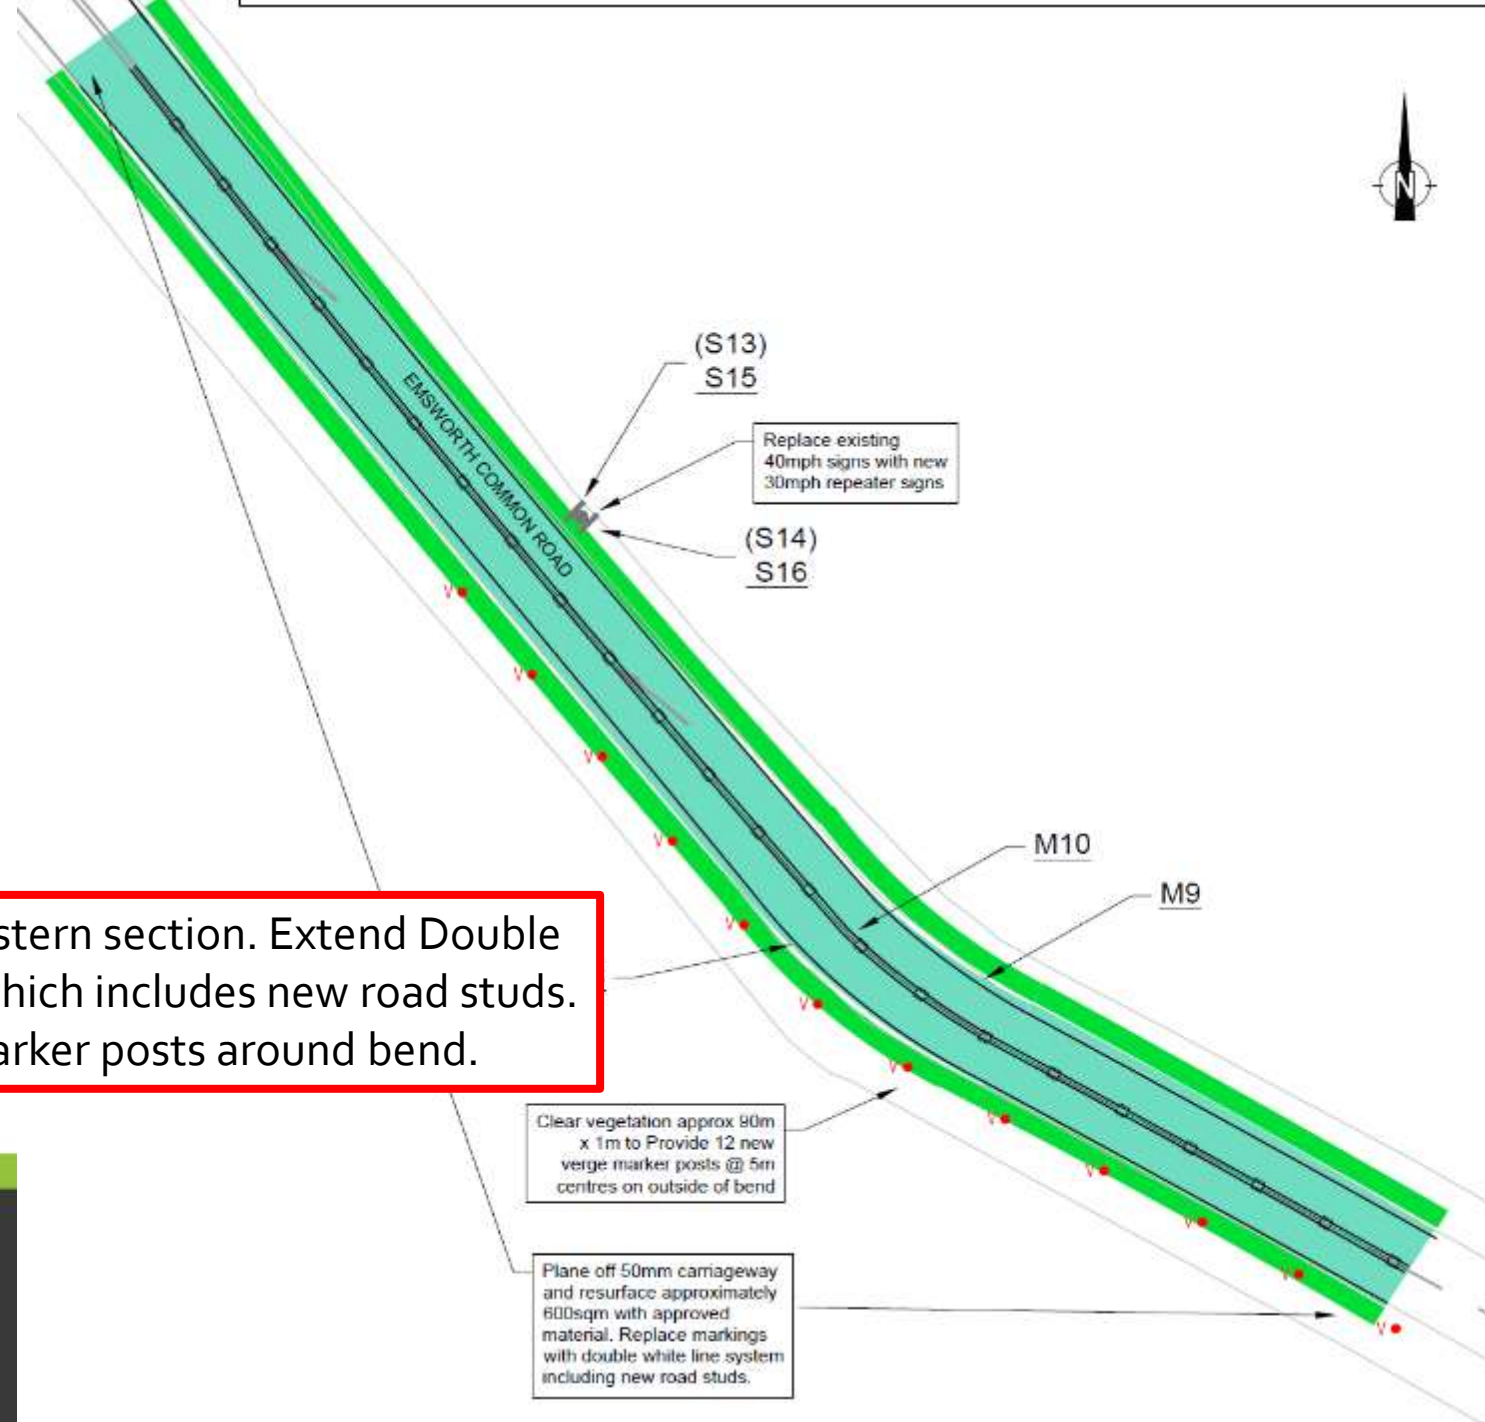 N
(S13)
S15
Replace existing
40mph signs with new
30mph repeater signs
EMSWORTH COMMON ROAD
(S14)
S16
V
V
V
V
M10
M9
V
stern section. Extend Double
hich includes new road studs.
arker posts around bend.
V
V
Clear vegetation approx 90m
x 1m to Provide 12 new
verge marker posts @ 5m
centres on outside of bend
V
V
V
V
Plane off 50mm carriageway
and resurface approximately
600sqm with approved
material. Replace markings
with double white line system
including new road studs.
V